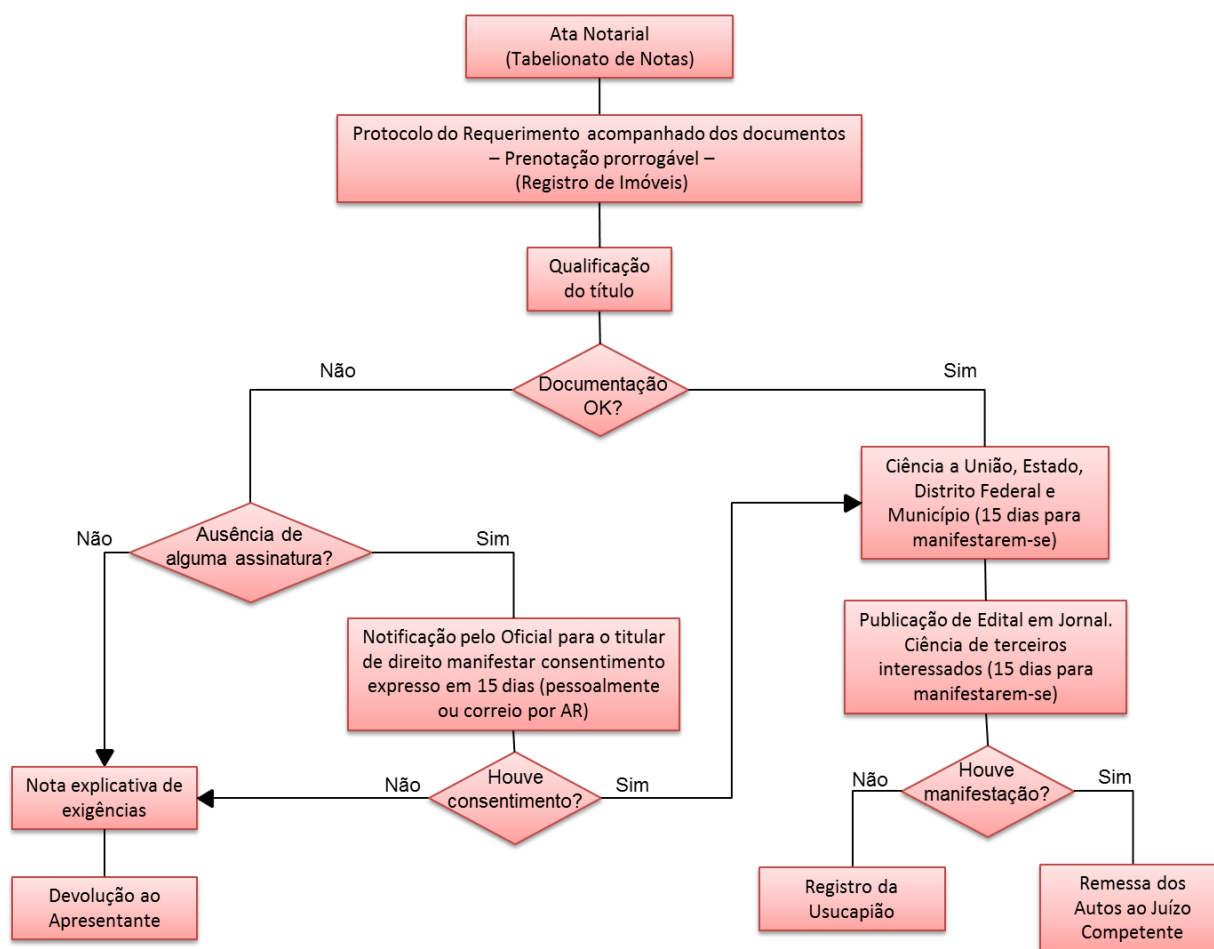 Ata Notarial
(Tabelionato de Notas)
Protocolo do Requerimento acompanhado dos documentos
– Prenotação prorrogável –
(Registro de Imóveis)
Qualificação
do título
Documentação
OK?
Não
Sim
Ausência de
alguma assinatura?
Não
Sim
Ciência a União, Estado,
Distrito Federal e
Município (15 dias para
manifestarem-se)
Notificação pelo Oficial para o titular
de direito manifestar consentimento
expresso em 15 dias (pessoalmente
ou correio por AR)
Publicação de Edital em Jornal.
Ciência de terceiros
interessados (15 dias para
manifestarem-se)
Houve
consentimento?
Não
Sim
Nota explicativa de
exigências
Devolução ao
Apresentante
Houve
manifestação?
Não
Sim
Registro da
Usucapião
Remessa dos
Autos ao Juízo
Competente